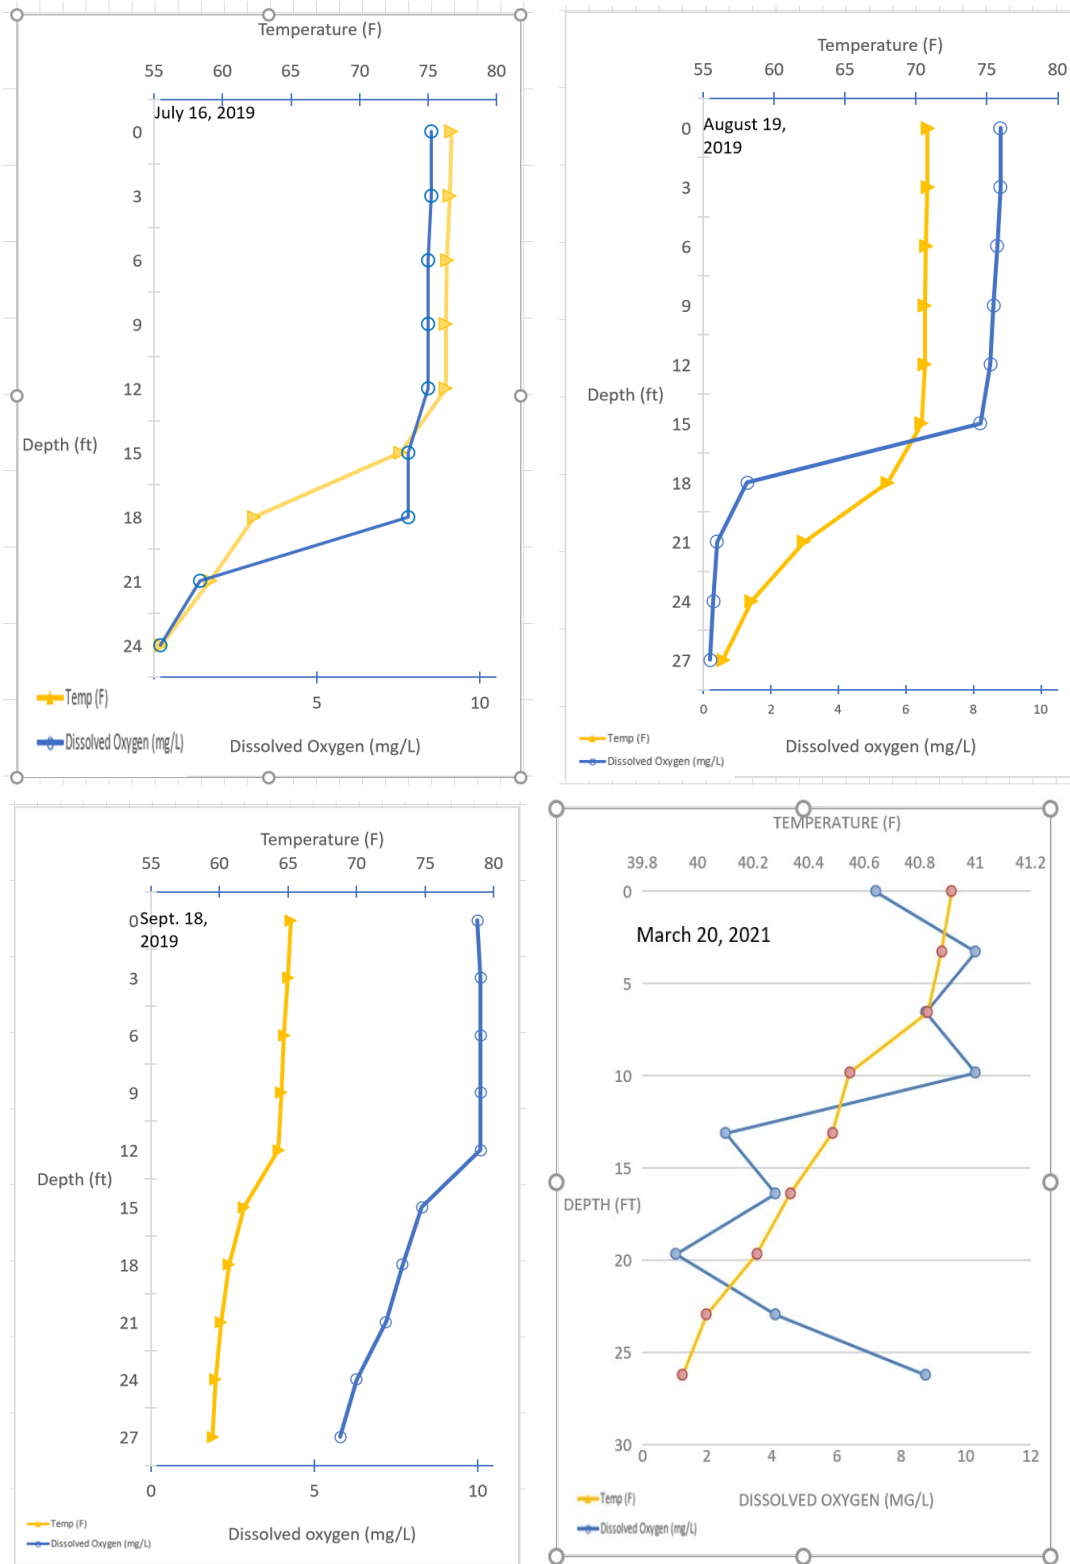 Temperature (F)
55 60 65 70 75 80
July 16, 2019
0
3
6
9
12
Depth (ft)
15
18
21
24
5 10
Temp (F)
Dissolved Oxygen (mg/L)
Dissolved Oxygen (mg/L)
Temperature (F)
55 60 65 70 75 80
August 19,
2019
0
3
6
9
12
Depth (ft)
15
18
21
24
27
0 2 4 6 8 10
Temp (F)
Dissolved Oxygen (mg/L)
Dissolved oxygen (mg/L)
Temperature (F)
55 60 65 70 75 80
Sept. 18,
2019
0
3
6
9
12
Depth (ft)
15
18
21
24
27
0 5 10
Temp (F)
Dissolved Oxygen (mg/L)
Dissolved oxygen (mg/L)
TEMPERATURE (F)
39.8 40 40.2 40.4 40.6 40.8 41 41.2
0
March 20, 2021
5
10
15
DEPTH (FT)
20
25
30
0 2 4 6 8 10 12
Temp (F)
DISSOLVED OXYGEN (MG/L)
Dissolved Oxygen (mg/L)